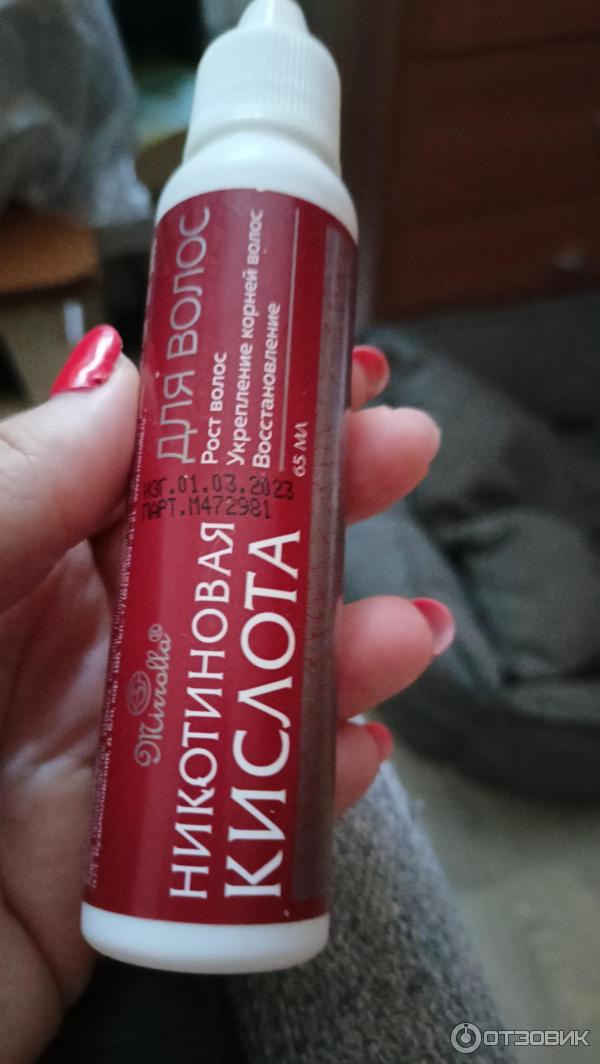 Mirrolla®
НИКОТИНОВАЯ
КИСЛОТА
ДЛЯ ВОЛОС
Рост волос
Укрепление корней волос
Восстановление
65 МЛ
ИЗГ.01.03.2023
ПАРТ.М472981
ОТЗОВИК